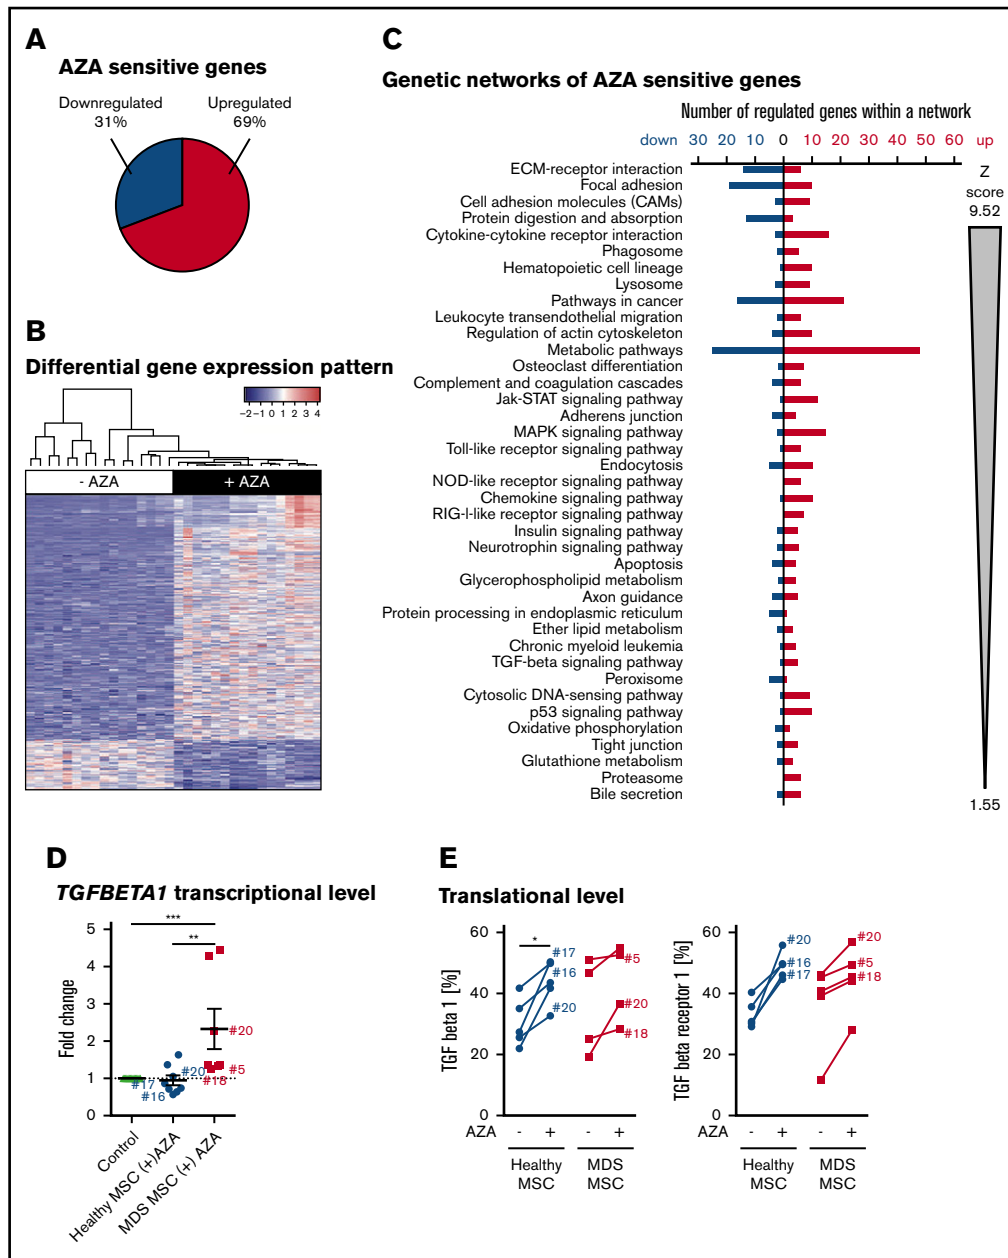 A
AZA sensitive genes
Downregulated
31%
Upregulated
69%
B
Differential gene expression pattern
-2 -1 0 1 2 3 4
- AZA
+ AZA
C
Genetic networks of AZA sensitive genes
Number of regulated genes within a network
down 30 20 10 0 10 20 30 40 50 60 up
ECM-receptor interaction
Focal adhesion
Cell adhesion molecules (CAMs)
Protein digestion and absorption
Cytokine-cytokine receptor interaction
Phagosome
Hematopoietic cell lineage
Lysosome
Pathways in cancer
Leukocyte transendothelial migration
Regulation of actin cytoskeleton
Metabolic pathways
Osteoclast differentiation
Complement and coagulation cascades
Jak-STAT signaling pathway
Adherens junction
MAPK signaling pathway
Toll-like receptor signaling pathway
Endocytosis
NOD-like receptor signaling pathway
Chemokine signaling pathway
RIG-I-like receptor signaling pathway
Insulin signaling pathway
Neurotrophin signaling pathway
Apoptosis
Glycerophospholipid metabolism
Axon guidance
Protein processing in endoplasmic reticulum
Ether lipid metabolism
Chronic myeloid leukemia
TGF-beta signaling pathway
Peroxisome
Cytosolic DNA-sensing pathway
p53 signaling pathway
Oxidative phosphorylation
Tight junction
Glutathione metabolism
Proteasome
Bile secretion
Z
score
9.52
1.55
D
TGFBETA1 transcriptional level
Fold change
5
4
3
2
1
0
***
**
#17
#16
#20
#20
#5
#18
Control
Healthy MSC (+)AZA
MDS MSC (+) AZA
E
Translational level
TGF beta 1 [%]
60
40
20
0
*
#17
#16
#20
#5
#20
#18
AZA - + - +
Healthy
MSC
MDS
MSC
TGF beta receptor 1 [%]
60
40
20
0
#20
#16
#17
#20
#5
#18
AZA - + - +
Healthy
MSC
MDS
MSC